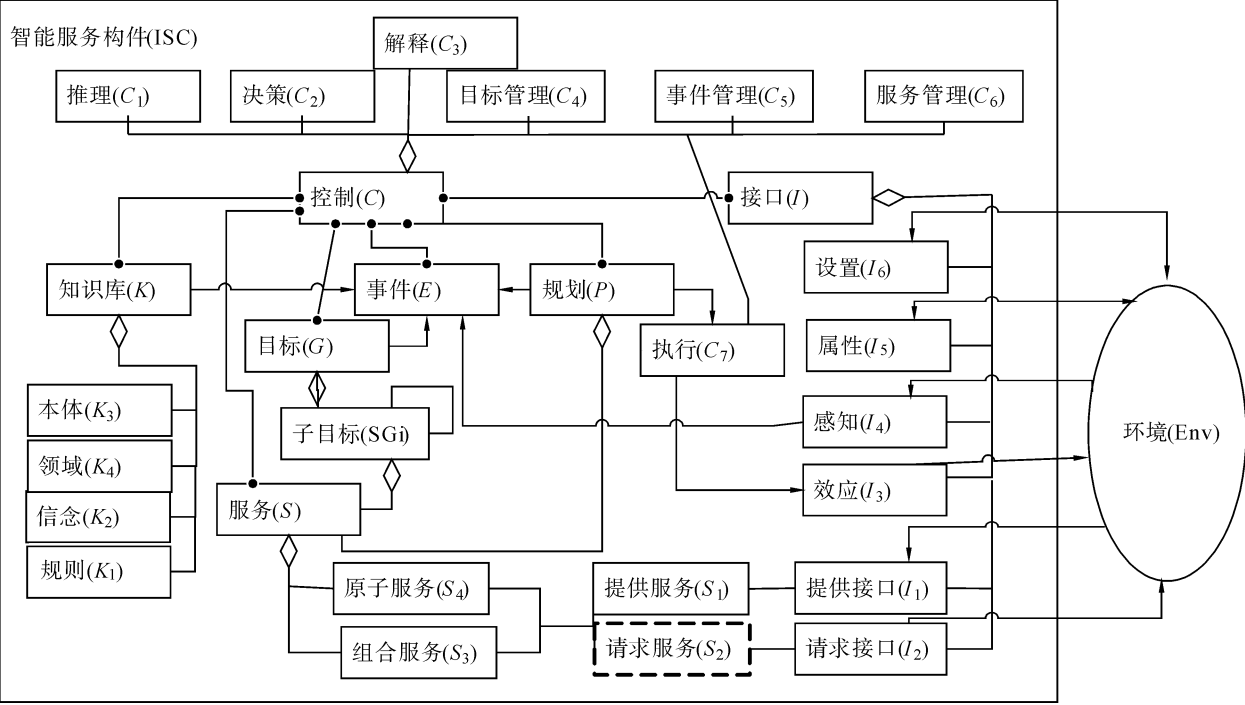 智能服务构件(ISC)
解释(C3)
推理(C1)
决策(C2)
目标管理(C4)
事件管理(C5)
服务管理(C6)
控制(C)
接口(I)
设置(I6)
知识库(K)
事件(E)
规划(P)
目标(G)
执行(C7)
属性(I5)
本体(K3)
子目标(SGi)
感知(I4)
环境(Env)
领域(K4)
效应(I3)
信念(K2)
服务(S)
规则(K1)
原子服务(S4)
提供服务(S1)
提供接口(I1)
组合服务(S3)
请求服务(S2)
请求接口(I2)